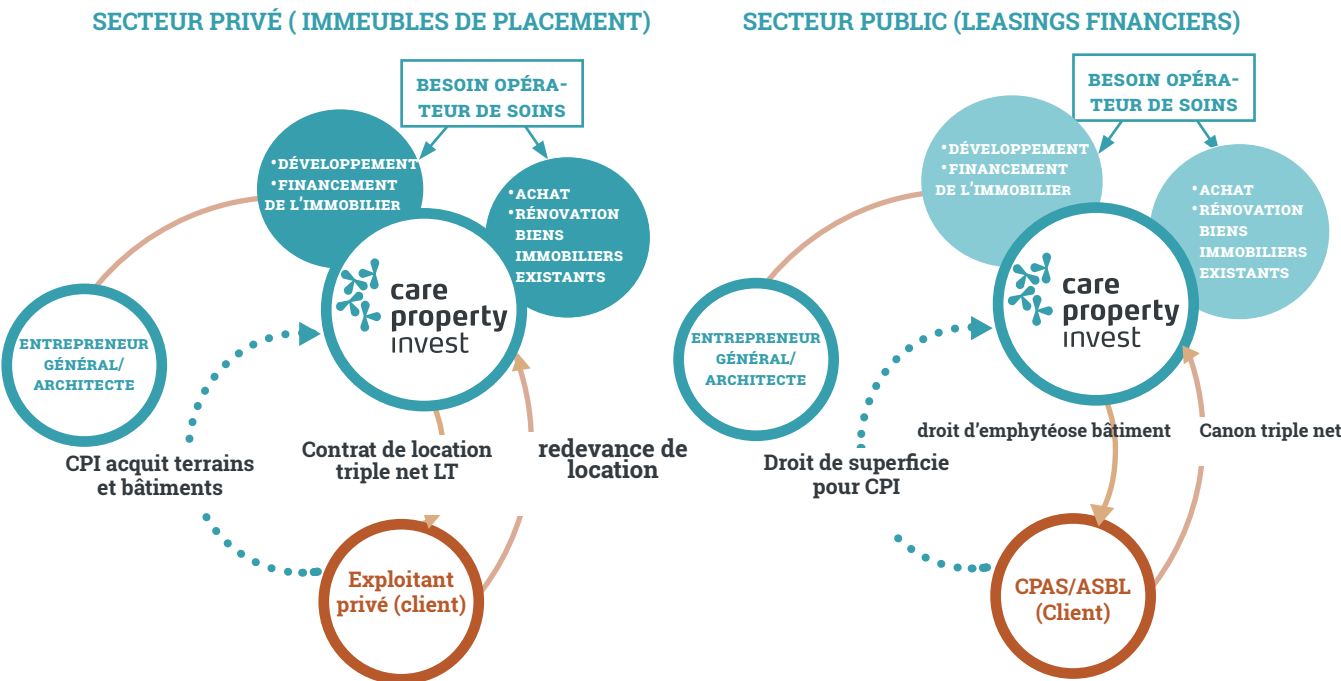 SECTEUR PRIVÉ ( IMMEUBLES DE PLACEMENT)
BESOIN OPÉRA-
TEUR DE SOINS
•DÉVELOPPEMENT
•FINANCEMENT
DE L'IMMOBILIER
•ACHAT
•RÉNOVATION
BIENS
IMMOBILIERS
EXISTANTS
care
property
invest
ENTREPRENEUR
GÉNÉRAL/
ARCHITECTE
CPI acquit terrains
et bâtiments
Contrat de location
triple net LT
redevance de
location
Exploitant
privé (client)
SECTEUR PUBLIC (LEASINGS FINANCIERS)
BESOIN OPÉRA-
TEUR DE SOINS
•DÉVELOPPEMENT
•FINANCEMENT
DE L'IMMOBILIER
•ACHAT
•RÉNOVATION
BIENS
IMMOBILIERS
EXISTANTS
care
property
invest
ENTREPRENEUR
GÉNÉRAL/
ARCHITECTE
Droit de superficie
pour CPI
droit d'emphytéose bâtiment
Canon triple net
CPAS/ASBL
(Client)